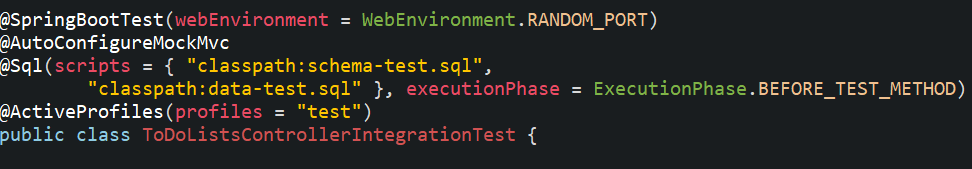 @SpringBootTest(webEnvironment = WebEnvironment.RANDOM_PORT)
@AutoConfigureMockMvc
@Sql(scripts = { "classpath:schema-test.sql",
        "classpath:data-test.sql" }, executionPhase = ExecutionPhase.BEFORE_TEST_METHOD)
@ActiveProfiles(profiles = "test")
public class ToDoListsControllerIntegrationTest {